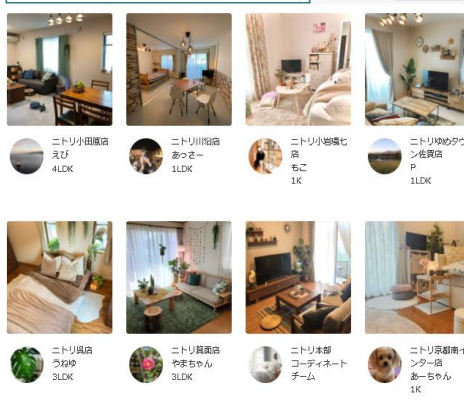 ニトリ小田原店
えび
4LDK
ニトリ川沿店
あっさー
1LDK
ニトリ小岩場七
店
もこ
1K
ニトリゆめタウ
ン佐賀店
P
1LDK
ニトリ呉店
うねゆ
3LDK
ニトリ箕面店
やまちゃん
3LDK
ニトリ本部
コーディネート
チーム
ニトリ京都南イ
ンター店
あーちゃん
1K